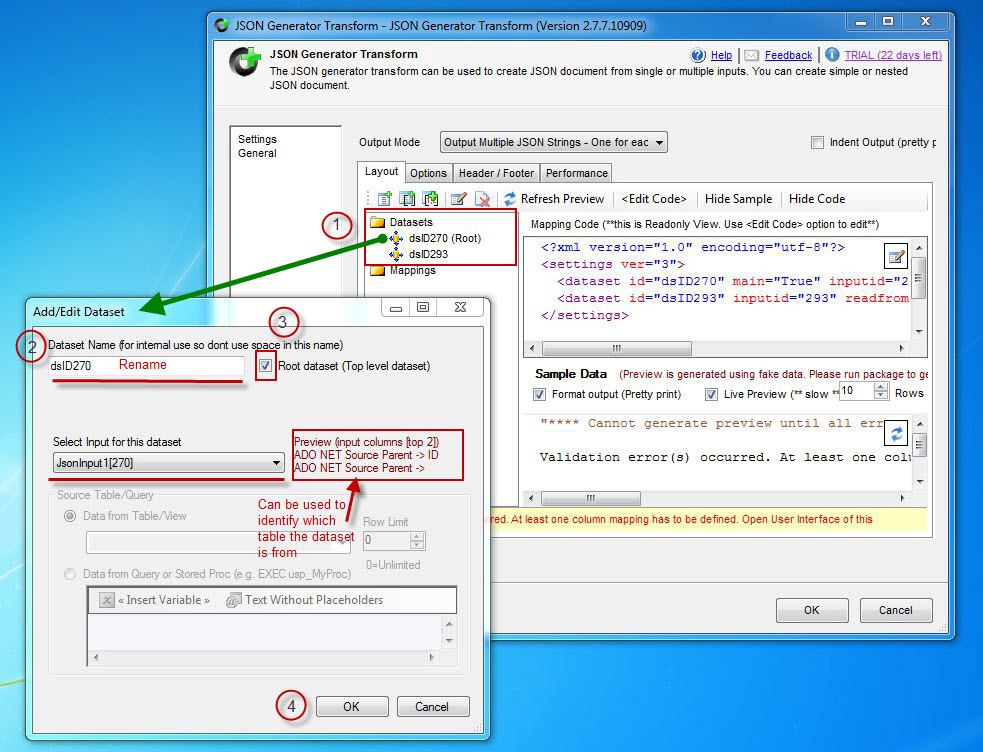 JSON Generator Transform - JSON Generator Transform (Version 2.7.7.10909)
JSON Generator Transform
Help
Feedback
TRIAL (22 days left)
The JSON generator transform can be used to create JSON document from single or multiple inputs. You can create simple or nested
JSON document.
Settings
General
Output Mode
Output Multiple JSON Strings - One for eac
Indent Output (pretty p
Layout
Options
Header / Footer
Performance
Refresh Preview
<Edit Code>
Hide Sample
Hide Code
1
Datasets
dsID270 (Root)
dsID293
Mappings
Mapping Code (**this is Readonly View. Use <Edit Code> option to edit**)
<?xml version="1.0" encoding="utf-8"?>
<settings ver="3">
<dataset id="dsID270" main="True" inputid="2
<dataset id="dsID293" inputid="293" readfrom
</settings>
Sample Data
(Preview is generated using fake data. Please run package to ge
Format output (Pretty print)
Live Preview (** slow **
10
Rows
"**** Cannot generate preview until all err
Validation error(s) occurred. At least one colu
red. At least one column mapping has to be defined. Open User Interface of this
OK
Cancel
Add/Edit Dataset
3
2
Dataset Name (for internal use so dont use space in this name)
dsID270
Rename
Root dataset (Top level dataset)
Select Input for this dataset
JsonInput1[270]
Preview (input columns [top 2])
ADO NET Source Parent -> ID
ADO NET Source Parent ->
Source Table/Query
Data from Table/View
Can be used to
identify which
table the dataset
is from
Row Limit
0
0=Unlimited
Data from Query or Stored Proc (e.g. EXEC usp_MyProc)
x
« Insert Variable »
@
Text Without Placeholders
4
OK
Cancel